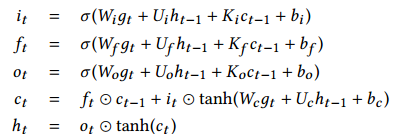 i_t = σ(W_i g_t + U_i h_{t−1} + K_i c_{t−1} + b_i)
f_t = σ(W_f g_t + U_f h_{t−1} + K_f c_{t−1} + b_f)
o_t = σ(W_o g_t + U_o h_{t−1} + K_o c_{t−1} + b_o)
c_t = f_t ⊙ c_{t−1} + i_t ⊙ tanh(W_c g_t + U_c h_{t−1} + b_c)
h_t = o_t ⊙ tanh(c_t)